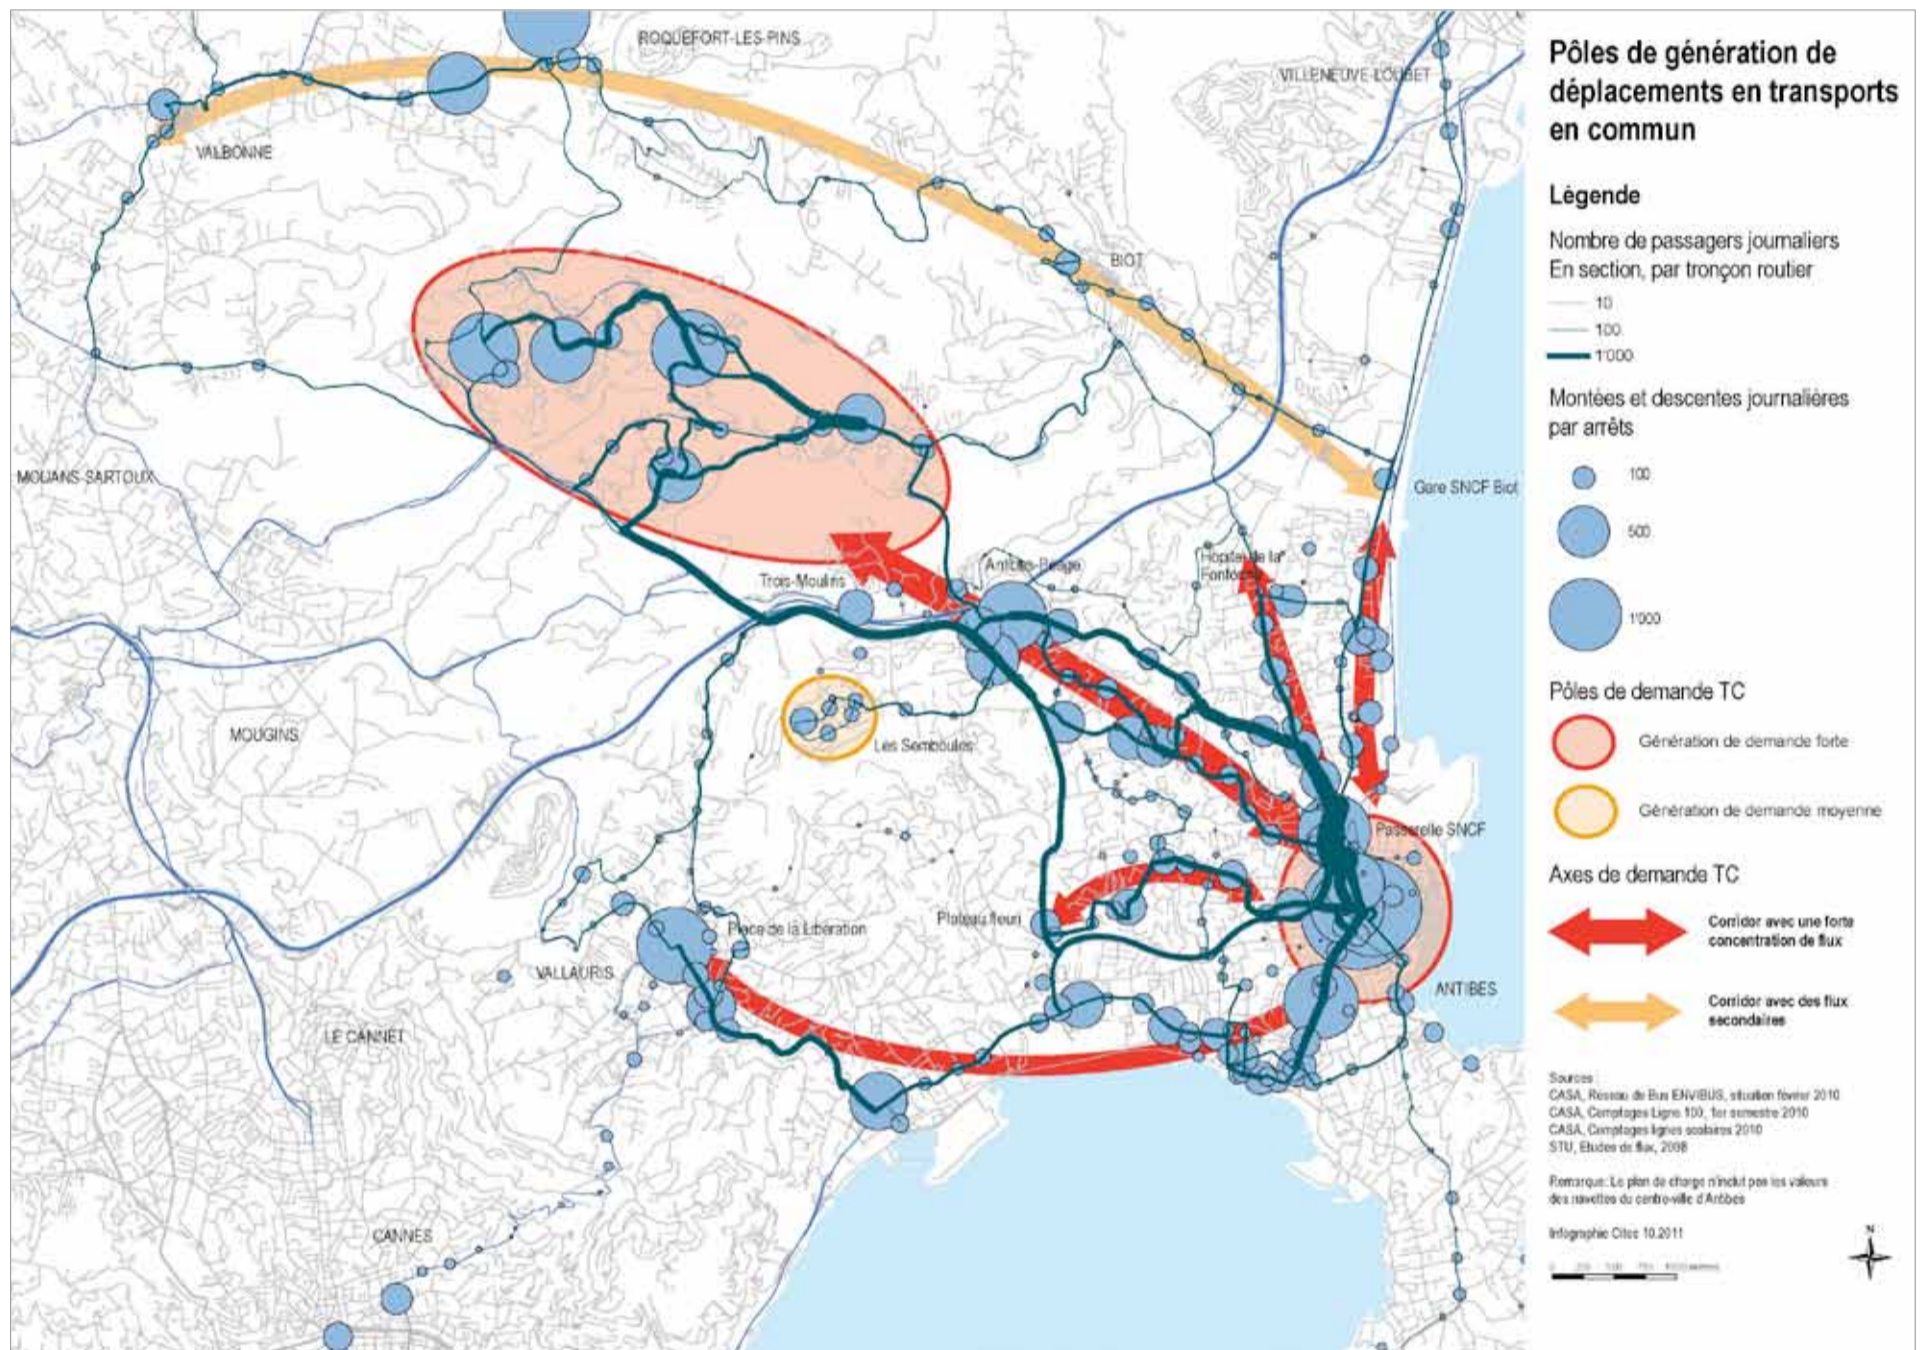 Pôles de génération de
déplacements en transports
en commun
Légende
Nombre de passagers journaliers
En section, par tronçon routier
10
100
1'000
Montées et descentes journalières
par arrêts
100
500
1'000
Pôles de demande TC
Génération de demande forte
Génération de demande moyenne
Axes de demande TC
Corridor avec une forte
concentration de flux
Corridor avec des flux
secondaires
Sources
CASA, Réseau de Bus ENVIBUS, situation février 2010
CASA, Comptages Ligne 100, 1er semestre 2010
CASA, Comptages lignes scolaires 2010
STU, Etudes de flux, 2008
Remarque: Le plan de charge n'inclut pas les valeurs
des navettes du centre-ville d'Antibes
Infographie Citec 10.2011
N
ROQUEFORT-LES-PINS
VILLENEUVE-LOUBET
VALBONNE
BIOT
MOUANS-SARTOUX
Gare SNCF Biot
Hôpital de la
Fontonne
Antibes-Péage
Trois-Moulins
MOUGINS
Les Semboules
Passerelle SNCF
Plateau fleuri
Place de la Libération
VALLAURIS
ANTIBES
LE CANNET
CANNES